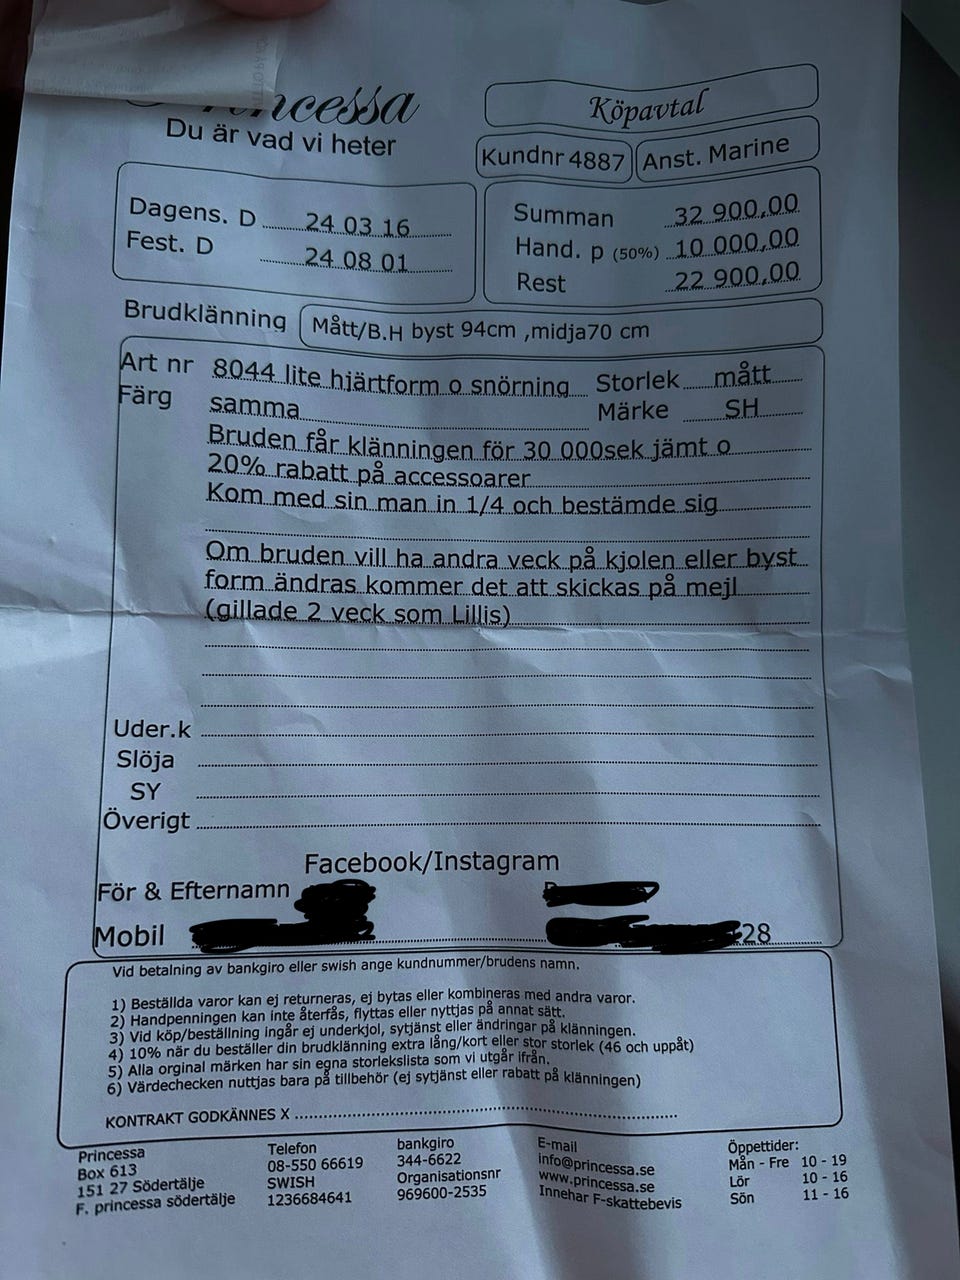 Princessa
Du är vad vi heter
Köpavtal
Kundnr 4887
Anst. Marine
Dagens. D 24 03 16
Fest. D 24 08 01
Summan 32 900,00
Hand. p (50%) 10 000,00
Rest 22 900,00
Brudklänning Mått/B.H byst 94cm ,midja70 cm
Art nr 8044 lite hjärtform o snörning Storlek mått
Färg samma Märke SH
Bruden får klänningen för 30 000sek jämt o
20% rabatt på accessoarer
Kom med sin man in 1/4 och bestämde sig
Om bruden vill ha andra veck på kjolen eller byst
form ändras kommer det att skickas på mejl
(gillade 2 veck som Lillis)
Uder.k
Slöja
SY
Överigt
Facebook/Instagram
För & Efternamn
Mobil 28
Vid betalning av bankgiro eller swish ange kundnummer/brudens namn.
1) Beställda varor kan ej returneras, ej bytas eller kombineras med andra varor.
2) Handpenningen kan inte återfås, flyttas eller nyttjas på annat sätt.
3) Vid köp/beställning ingår ej underkjol, sytjänst eller ändringar på klänningen.
4) 10% när du beställer din brudklänning extra lång/kort eller stor storlek (46 och uppåt)
5) Alla orginal märken har sin egna storlekslista som vi utgår ifrån.
6) Värdechecken nuttjas bara på tillbehör (ej sytjänst eller rabatt på klänningen)
KONTRAKT GODKÄNNES X
Princessa
Box 613
151 27 Södertälje
F. princessa södertälje
Telefon
08-550 66619
SWISH
1236684641
bankgiro
344-6622
Organisationsnr
969600-2535
E-mail
info@princessa.se
www.princessa.se
Innehar F-skattebevis
Öppettider:
Mån - Fre 10 - 19
Lör 10 - 16
Sön 11 - 16